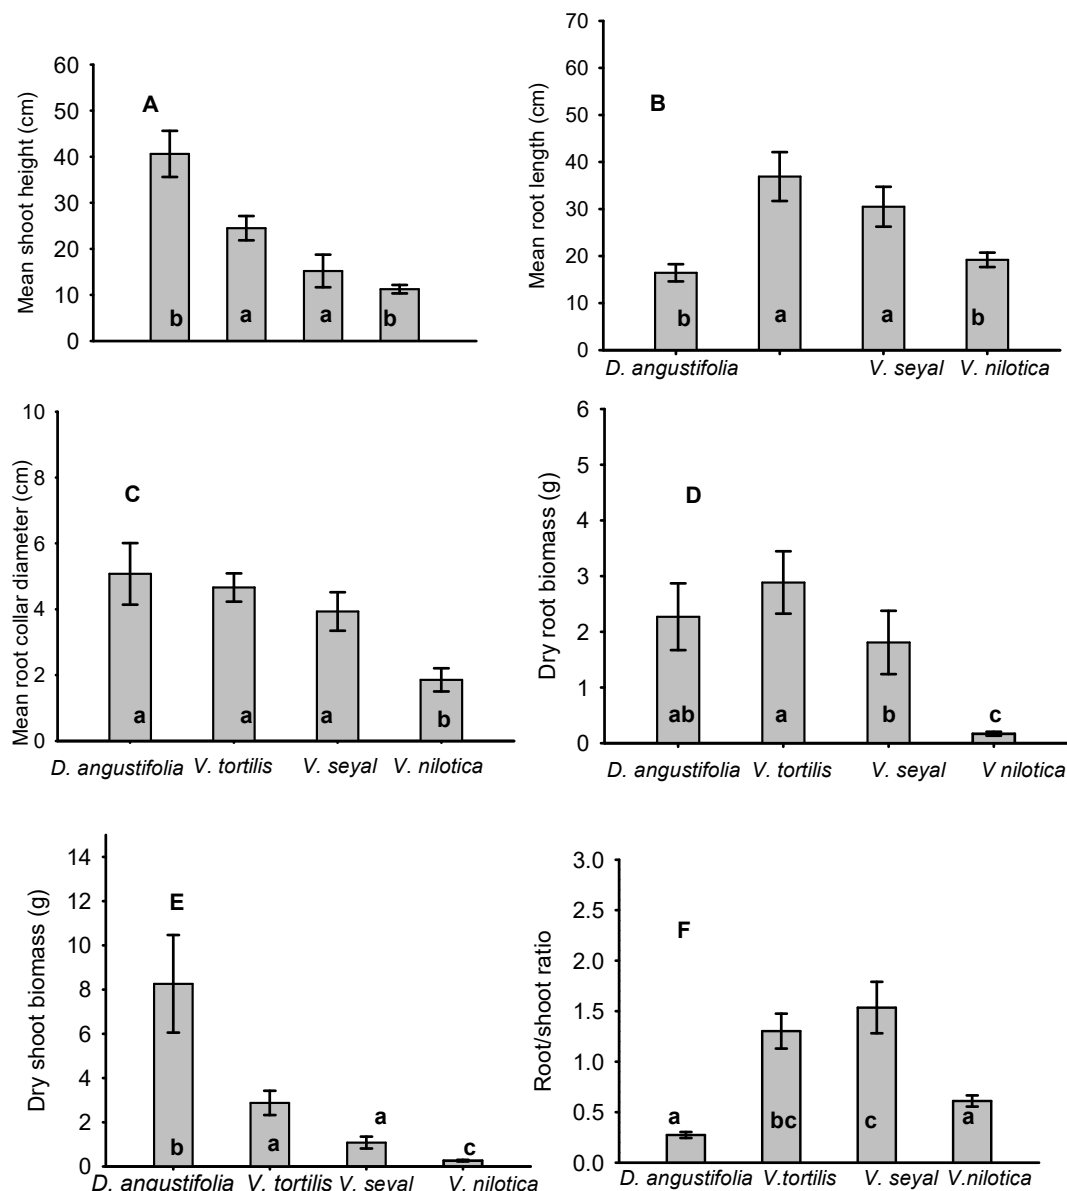 Mean shoot height (cm)
60
50
40
30
20
10
0
A
b
a
a
b
Mean root length (cm)
70
60
50
40
30
20
10
0
B
b
a
a
b
D. angustifolia
V. seyal
V. nilotica
Mean root collar diameter (cm)
10
8
6
4
2
0
C
a
a
a
b
D. angustifolia
V. tortilis
V. seyal
V. nilotica
Dry root biomass (g)
6
5
4
3
2
1
0
D
ab
a
b
c
D. angustifolia
V. tortilis
V. seyal
V nilotica
Dry shoot biomass (g)
14
12
10
8
6
4
2
0
E
b
a
a
c
D. angustifolia
V. tortilis
V. seyal
V. nilotica
Root/shoot ratio
3.0
2.5
2.0
1.5
1.0
0.5
0.0
F
a
bc
c
a
D. angustifolia
V.tortilis
V. seyal
V.nilotica